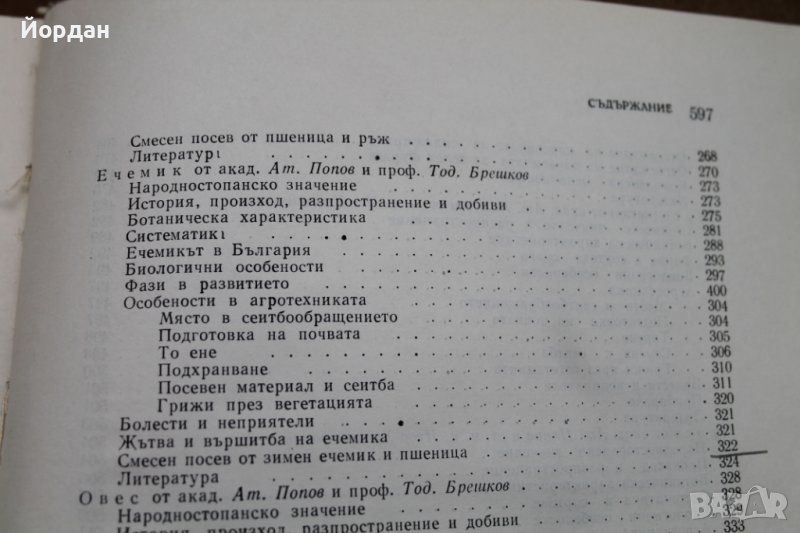 Йордан
СЪДЪРЖАНИЕ 597
Смесен посев от пшеница и ръж 268
Литератур 270
Ечемик от акад. Ат. Попов и проф. Тод. Брешков 273
Народностопанско значение 273
История, произход, разпространение и добиви 275
Ботаническа характеристика 281
Систематик 288
Ечемикът в България 293
Биологични особености 297
Фази в развитието 400
Особености в агротехниката 304
Място в сеитбообращението 304
Подготовка на почвата 305
То ене 306
Подхранване 310
Посевен материал и сеитба 311
Грижи през вегетацията 320
Болести и неприятели 321
Жътва и вършитба на ечемика 321
Смесен посев от зимен ечемик и пшеница 322
Литература 324
Овес от акад. Ат. Попов и проф. Тод. Брешков 328
Народностопанско значение 328
История, произход, разпространение и добиви 329
333
BAZAR